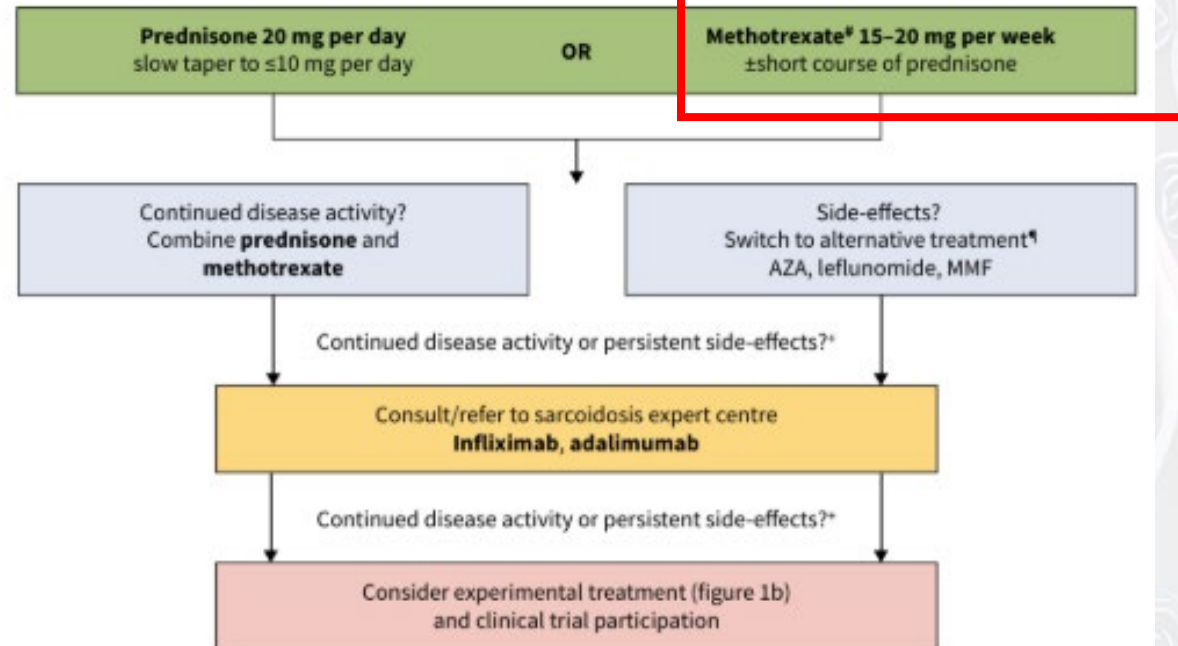 Prednisone 20 mg per day
slow taper to ≤10 mg per day
OR
Methotrexate# 15–20 mg per week
±short course of prednisone
Continued disease activity?
Combine prednisone and
methotrexate
Side-effects?
Switch to alternative treatment¶
AZA, leflunomide, MMF
Continued disease activity or persistent side-effects?+
Consult/refer to sarcoidosis expert centre
Infliximab, adalimumab
Continued disease activity or persistent side-effects?+
Consider experimental treatment (figure 1b)
and clinical trial participation